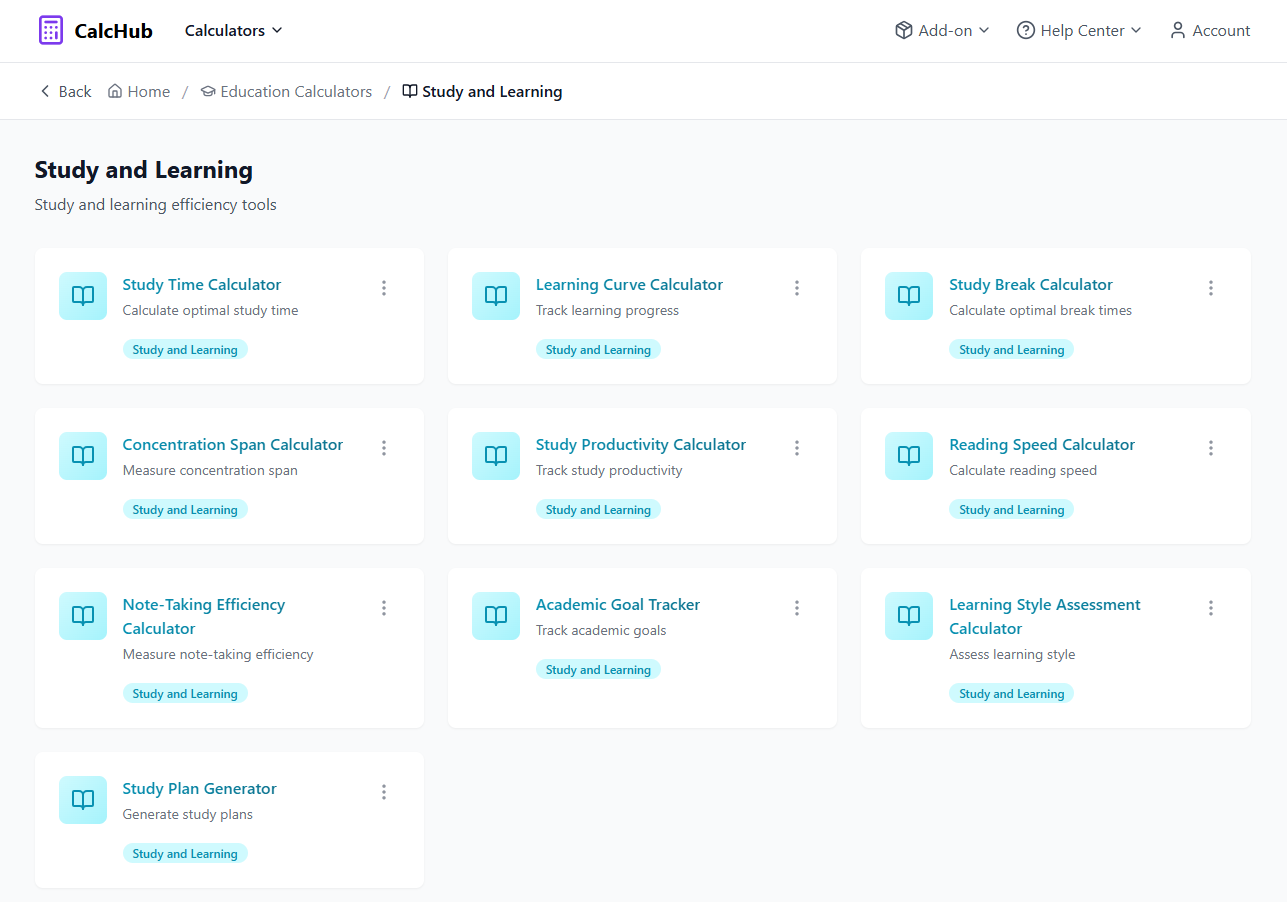 CalcHub Calculators Add-on Help Center Account
Back Home / Education Calculators / Study and Learning
Study and Learning
Study and learning efficiency tools
Study Time Calculator
Calculate optimal study time
Study and Learning
Learning Curve Calculator
Track learning progress
Study and Learning
Study Break Calculator
Calculate optimal break times
Study and Learning
Concentration Span Calculator
Measure concentration span
Study and Learning
Study Productivity Calculator
Track study productivity
Study and Learning
Reading Speed Calculator
Calculate reading speed
Study and Learning
Note-Taking Efficiency
Calculator
Measure note-taking efficiency
Study and Learning
Academic Goal Tracker
Track academic goals
Study and Learning
Learning Style Assessment
Calculator
Assess learning style
Study and Learning
Study Plan Generator
Generate study plans
Study and Learning